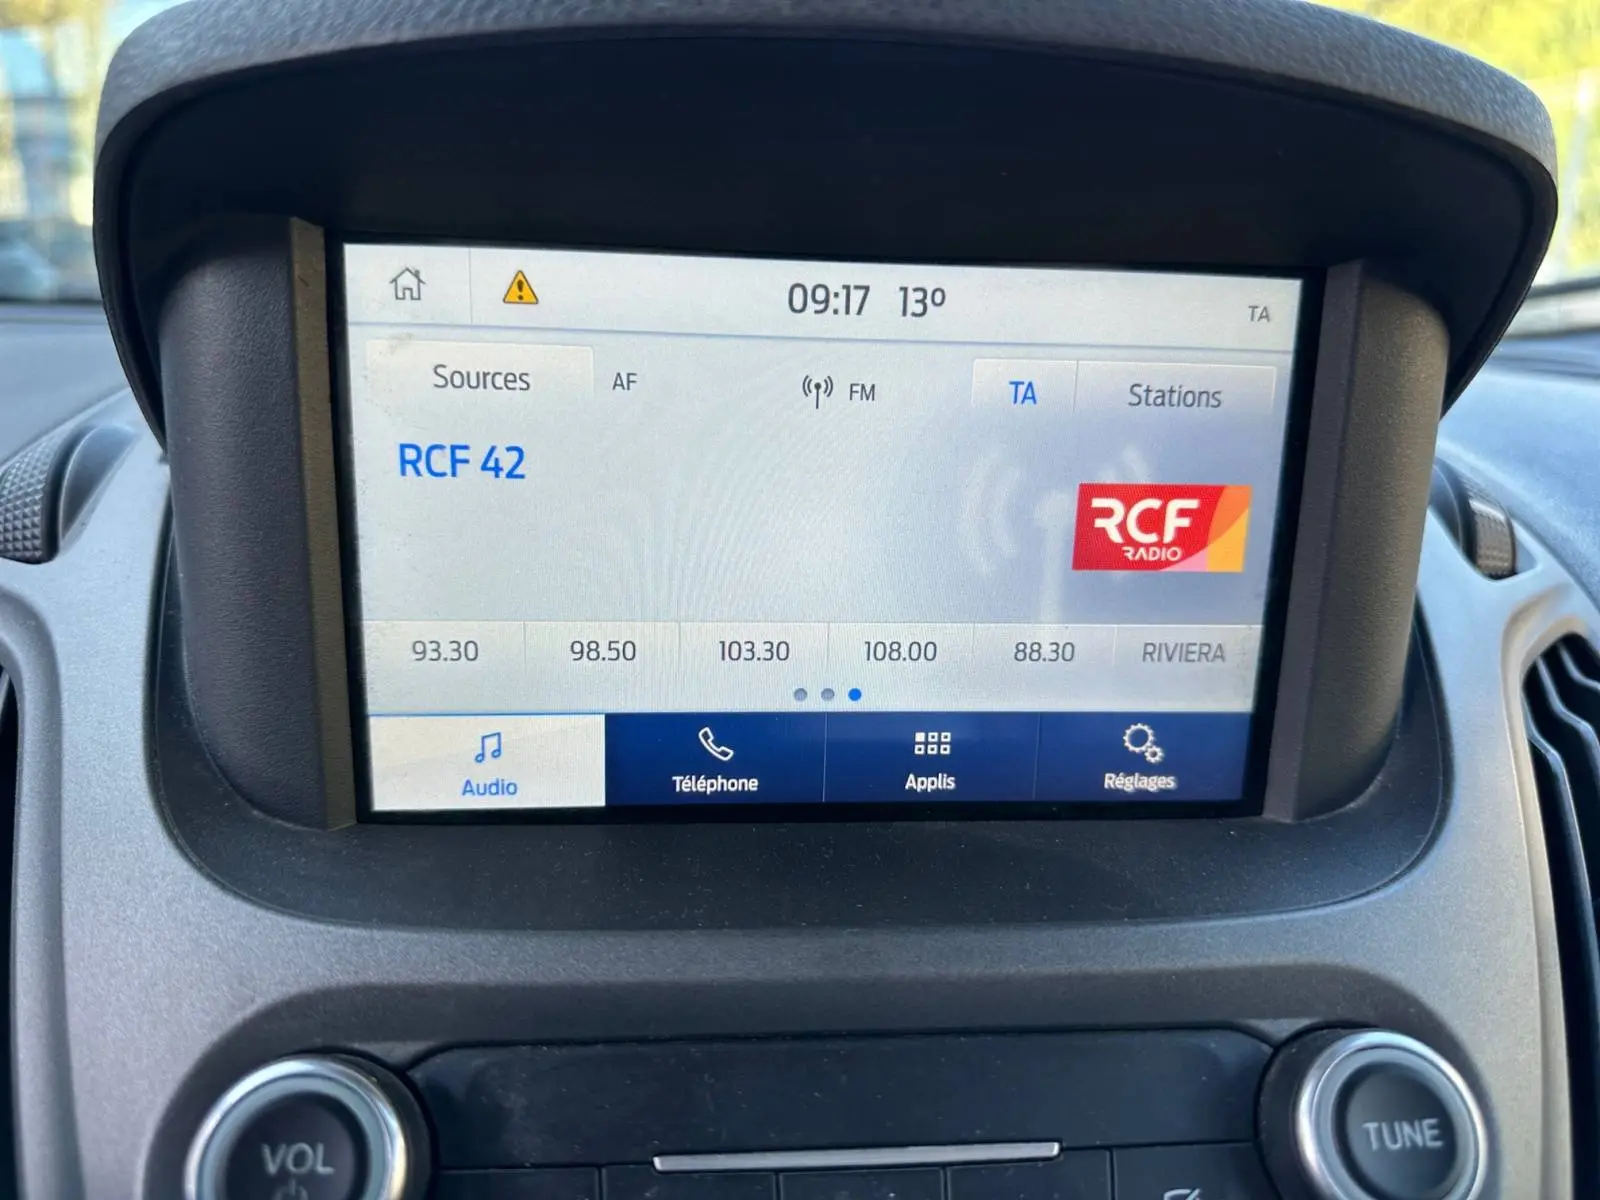 09:17 13º
TA
Sources AF FM TA Stations
RCF 42
RCF
RADIO
93.30 98.50 103.30 108.00 88.30 RIVIERA
Audio Téléphone Applis Réglages
VOL
TUNE